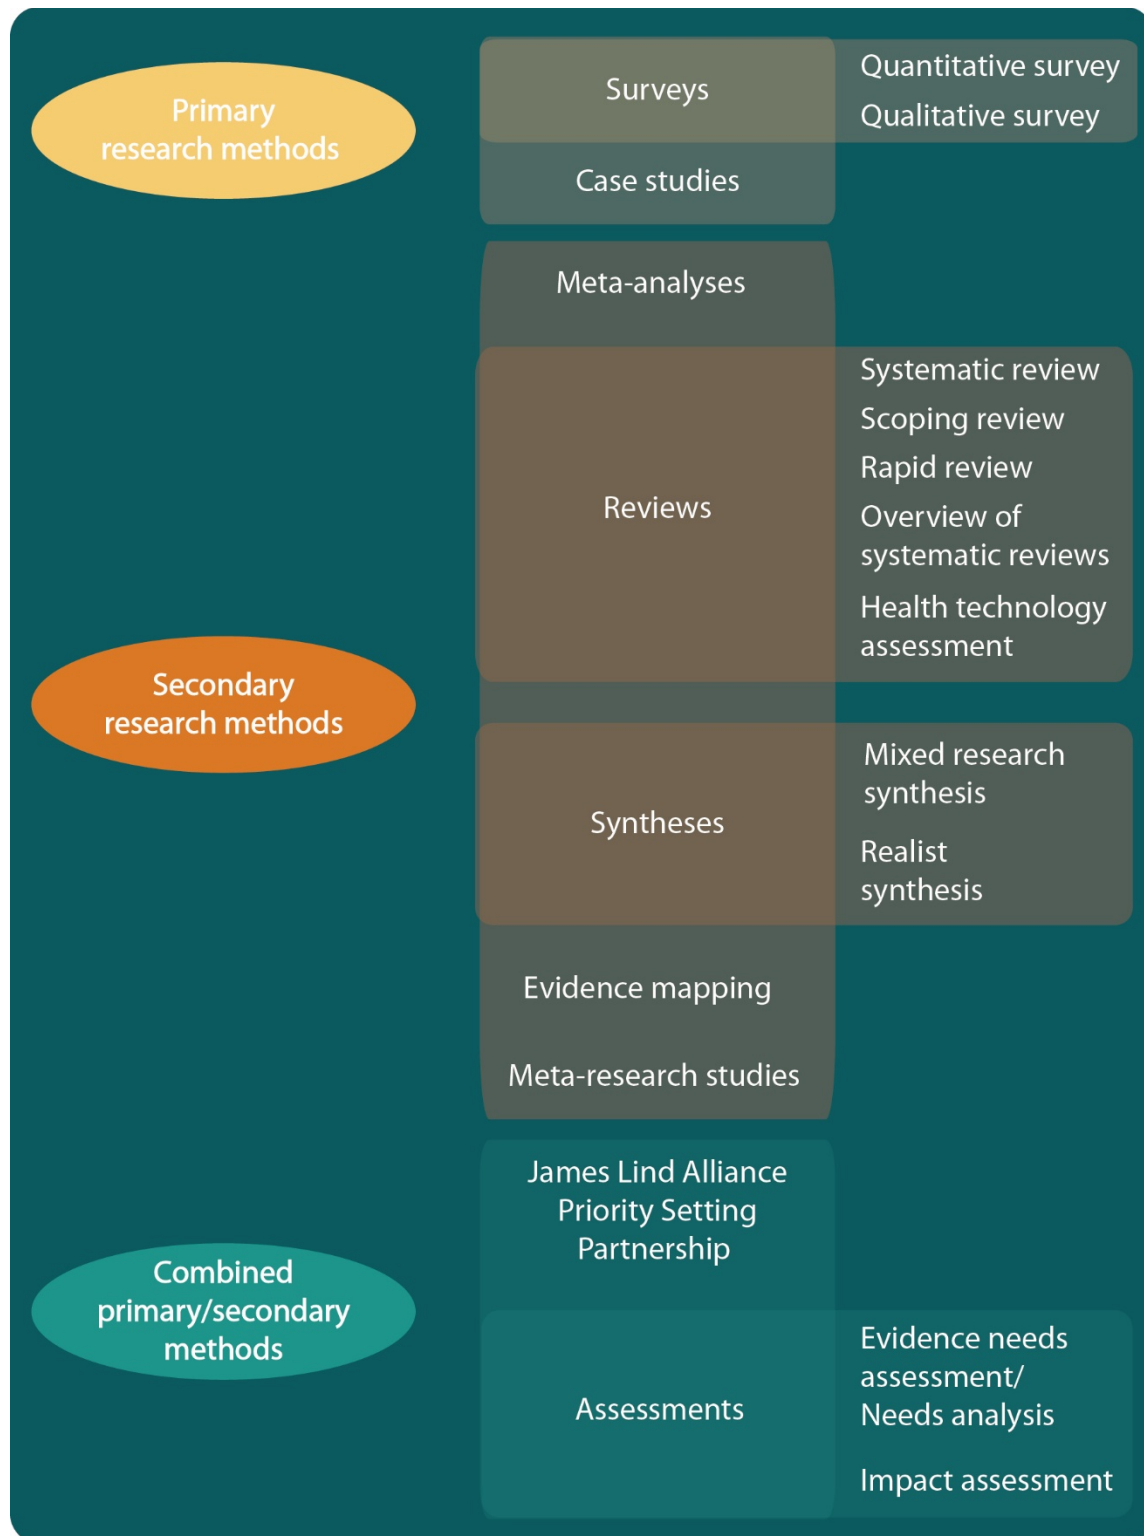 Primary
research methods
Surveys
Quantitative survey
Qualitative survey
Case studies
Secondary
research methods
Meta-analyses
Reviews
Systematic review
Scoping review
Rapid review
Overview of
systematic reviews
Health technology
assessment
Syntheses
Mixed research
synthesis
Realist
synthesis
Evidence mapping
Meta-research studies
Combined
primary/secondary
methods
James Lind Alliance
Priority Setting
Partnership
Assessments
Evidence needs
assessment/
Needs analysis
Impact assessment